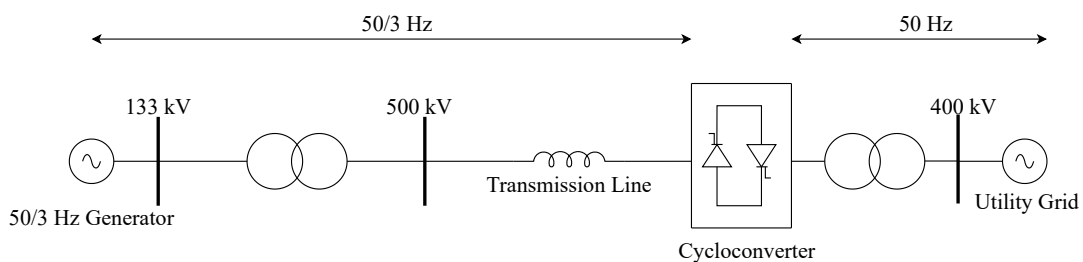 50/3 Hz
50 Hz
133 kV
500 kV
400 kV
Transmission Line
50/3 Hz Generator
Utility Grid
Cycloconverter